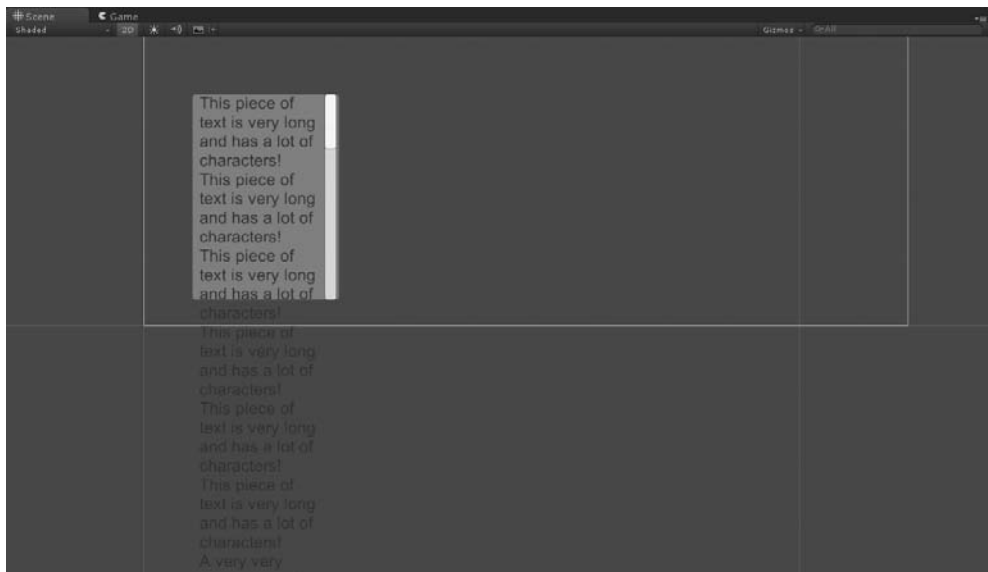 Scene
Game
Shaded
2D
Gizmos
All
This piece of
text is very long
and has a lot of
characters!
This piece of
text is very long
and has a lot of
characters!
This piece of
text is very long
and has a lot of
characters!
This piece of
text is very long
and has a lot of
characters!
This piece of
text is very long
and has a lot of
characters!
This piece of
text is very long
and has a lot of
characters!
A very very